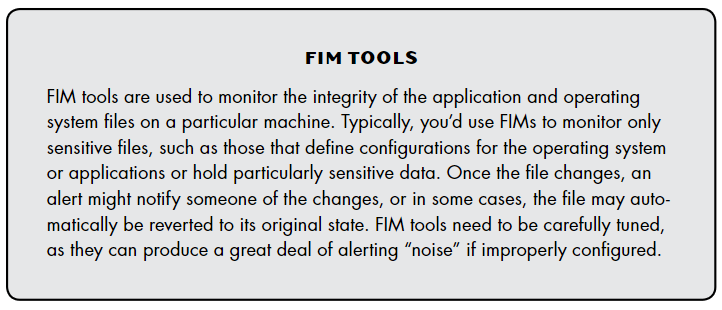 FIM TOOLS
FIM tools are used to monitor the integrity of the application and operating
system files on a particular machine. Typically, you’d use FIMs to monitor only
sensitive files, such as those that define configurations for the operating system
or applications or hold particularly sensitive data. Once the file changes, an
alert might notify someone of the changes, or in some cases, the file may auto-
matically be reverted to its original state. FIM tools need to be carefully tuned,
as they can produce a great deal of alerting “noise” if improperly configured.